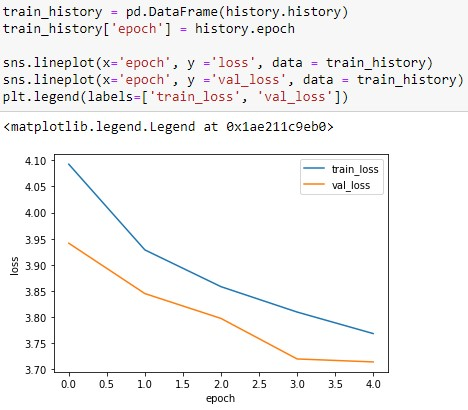 train_history = pd.DataFrame(history.history)
train_history['epoch'] = history.epoch
sns.lineplot(x='epoch', y ='loss', data = train_history)
sns.lineplot(x='epoch', y ='val_loss', data = train_history)
plt.legend(labels=['train_loss', 'val_loss'])
<matplotlib.legend.Legend at 0x1ae211c9eb0>
4.10
4.05
4.00
3.95
3.90
3.85
3.80
3.75
3.70
loss
train_loss
val_loss
0.0 0.5 1.0 1.5 2.0 2.5 3.0 3.5 4.0
epoch